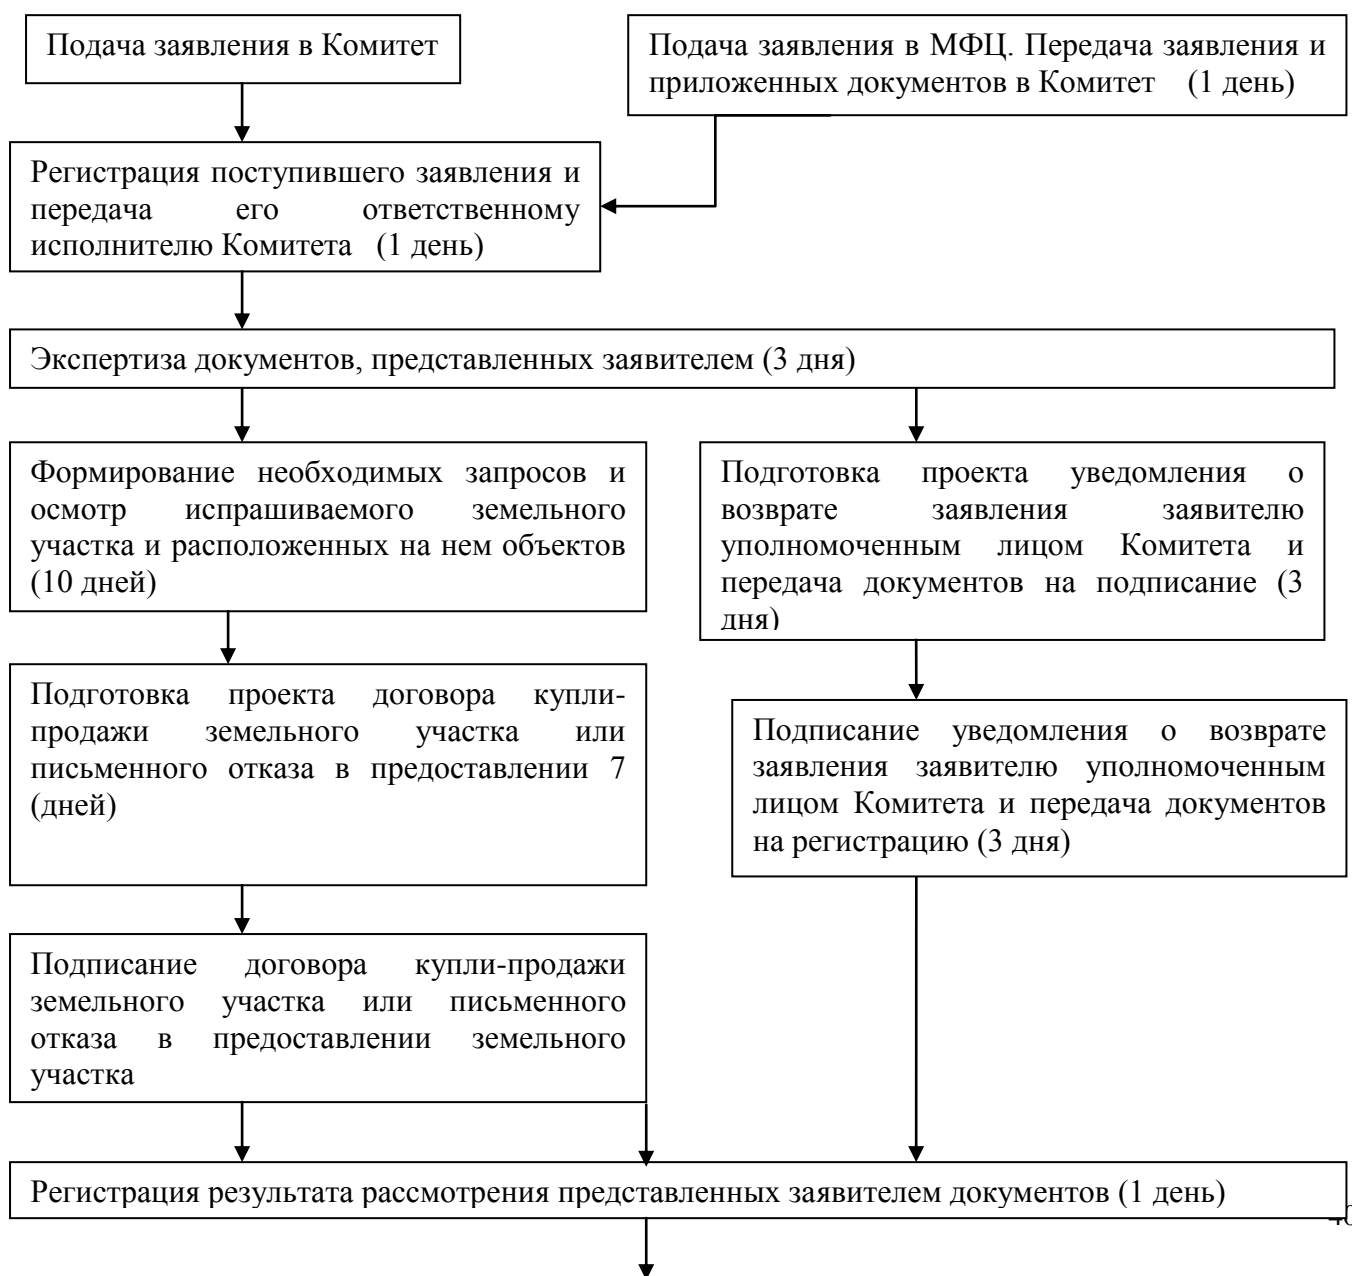 Подача заявления в Комитет
Подача заявления в МФЦ. Передача заявления и
приложенных документов в Комитет (1 день)
Регистрация поступившего заявления и
передача его ответственному
исполнителю Комитета (1 день)
Экспертиза документов, представленных заявителем (3 дня)
Формирование необходимых запросов и
осмотр испрашиваемого земельного
участка и расположенных на нем объектов
(10 дней)
Подготовка проекта уведомления о
возврате заявления заявителю
уполномоченным лицом Комитета и
передача документов на подписание (3
дня)
Подготовка проекта договора купли-
продажи земельного участка или
письменного отказа в предоставлении 7
(дней)
Подписание уведомления о возврате
заявления заявителю уполномоченным
лицом Комитета и передача документов
на регистрацию (3 дня)
Подписание договора купли-продажи
земельного участка или письменного
отказа в предоставлении земельного
участка
Регистрация результата рассмотрения представленных заявителем документов (1 день)